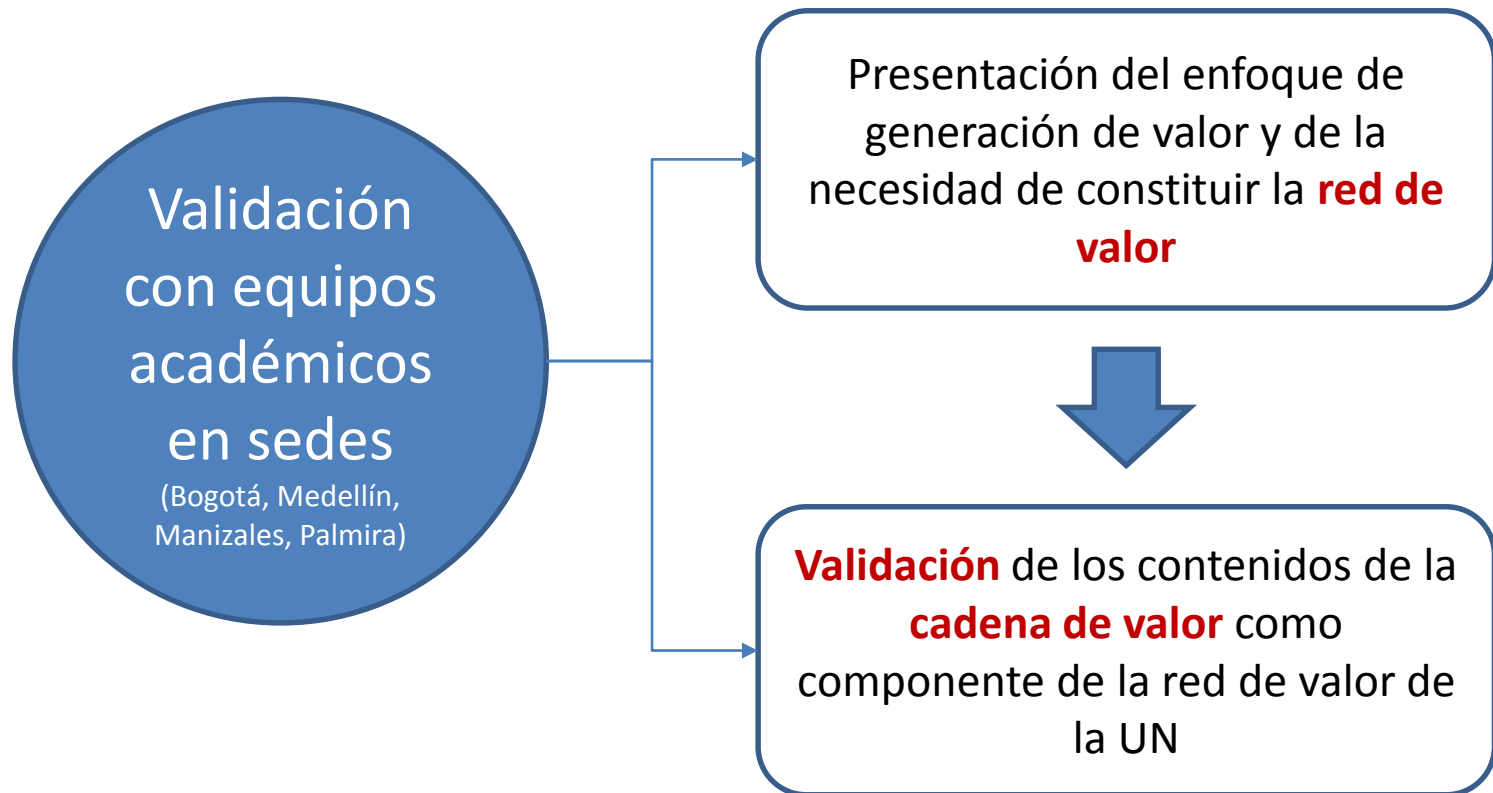 Validación
con equipos
académicos
en sedes
(Bogotá, Medellín,
Manizales, Palmira)
Presentación del enfoque de
generación de valor y de la
necesidad de constituir la red de
valor
Validación de los contenidos de la
cadena de valor como
componente de la red de valor de
la UN